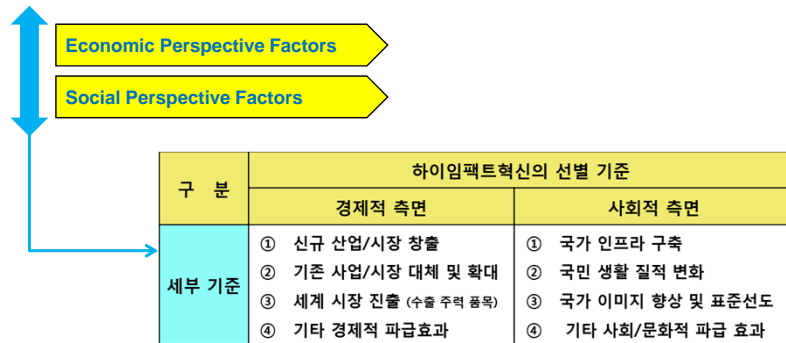 Economic Perspective Factors
Social Perspective Factors
구 분
하이임팩트혁신의 선별 기준
경제적 측면
사회적 측면
세부 기준
① 신규 산업/시장 창출
② 기존 사업/시장 대체 및 확대
③ 세계 시장 진출 (수출 주력 품목)
④ 기타 경제적 파급효과
① 국가 인프라 구축
② 국민 생활 질적 변화
③ 국가 이미지 향상 및 표준선도
④ 기타 사회/문화적 파급 효과